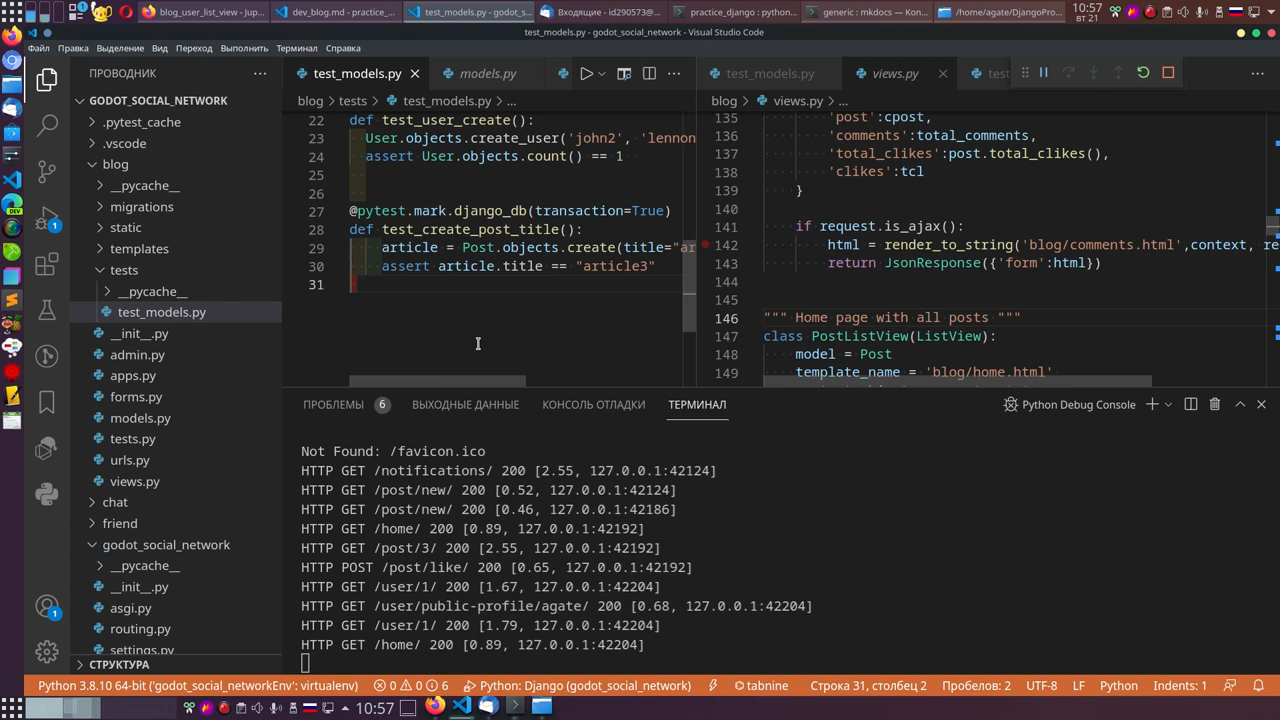 blog_user_list_view - Jup...
dev_blog.md - practice_...
test_models.py - godot_s...
Входящие - id290573@...
practice_django : python...
generic : mkdocs — Kon...
/home/agate/DjangoPro...
10:57
вт 21
test_models.py - godot_social_network - Visual Studio Code
Файл Правка Выделение Вид Переход Выполнить Терминал Справка
ПРОВОДНИК
test_models.py
models.py
test_models.py
views.py
GODOT_SOCIAL_NETWORK
blog
tests
test_models.py
...
blog
views.py
...
.pytest_cache
.vscode
blog
__pycache__
migrations
static
templates
tests
__pycache__
test_models.py
__init__.py
admin.py
apps.py
forms.py
models.py
tests.py
urls.py
views.py
chat
friend
godot_social_network
__pycache__
__init__.py
asgi.py
routing.py
settings.py
СТРУКТУРА
22 def test_user_create():
23 User.objects.create_user('john2', 'lennon
24 assert User.objects.count() == 1
25
26
27 @pytest.mark.django_db(transaction=True)
28 def test_create_post_title():
29 article = Post.objects.create(title="ar
30 assert article.title == "article3"
31
135 'post':cpost,
136 'comments':total_comments,
137 'total_clikes':post.total_clikes(),
138 'clikes':tcl
139 }
140
141 if request.is_ajax():
142 html = render_to_string('blog/comments.html',context, re
143 return JsonResponse({'form':html})
144
145
146 """ Home page with all posts """
147 class PostListView(ListView):
148 model = Post
149 template_name = 'blog/home.html'
ПРОБЛЕМЫ 6 ВЫХОДНЫЕ ДАННЫЕ КОНСОЛЬ ОТЛАДКИ ТЕРМИНАЛ
Python Debug Console
Not Found: /favicon.ico
HTTP GET /notifications/ 200 [2.55, 127.0.0.1:42124]
HTTP GET /post/new/ 200 [0.52, 127.0.0.1:42124]
HTTP GET /post/new/ 200 [0.46, 127.0.0.1:42186]
HTTP GET /home/ 200 [0.89, 127.0.0.1:42192]
HTTP GET /post/3/ 200 [2.55, 127.0.0.1:42192]
HTTP POST /post/like/ 200 [0.65, 127.0.0.1:42192]
HTTP GET /user/1/ 200 [1.67, 127.0.0.1:42204]
HTTP GET /user/public-profile/agate/ 200 [0.68, 127.0.0.1:42204]
HTTP GET /user/1/ 200 [1.79, 127.0.0.1:42204]
HTTP GET /home/ 200 [0.89, 127.0.0.1:42204]
Python 3.8.10 64-bit ('godot_social_networkEnv': virtualenv) 0 0 6 Python: Django (godot_social_network) tabnine Строка 31, столбец 2 Пробелов: 2 UTF-8 LF Python Indents: 1
10:57